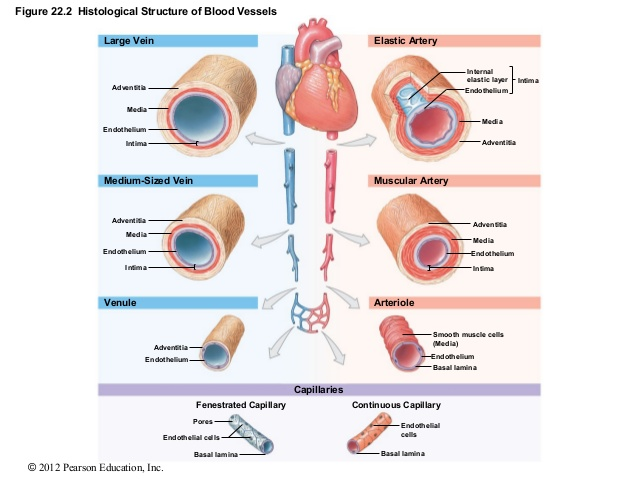 Figure 22.2 Histological Structure of Blood Vessels
Large Vein
Adventitia
Media
Endothelium
Intima
Elastic Artery
Internal
elastic layer
Endothelium
Intima
Media
Adventitia
Medium-Sized Vein
Adventitia
Media
Endothelium
Intima
Muscular Artery
Adventitia
Media
Endothelium
Intima
Venule
Adventitia
Endothelium
Arteriole
Smooth muscle cells
(Media)
Endothelium
Basal lamina
Capillaries
Fenestrated Capillary
Pores
Endothelial cells
Basal lamina
Continuous Capillary
Endothelial
cells
Basal lamina
© 2012 Pearson Education, Inc.